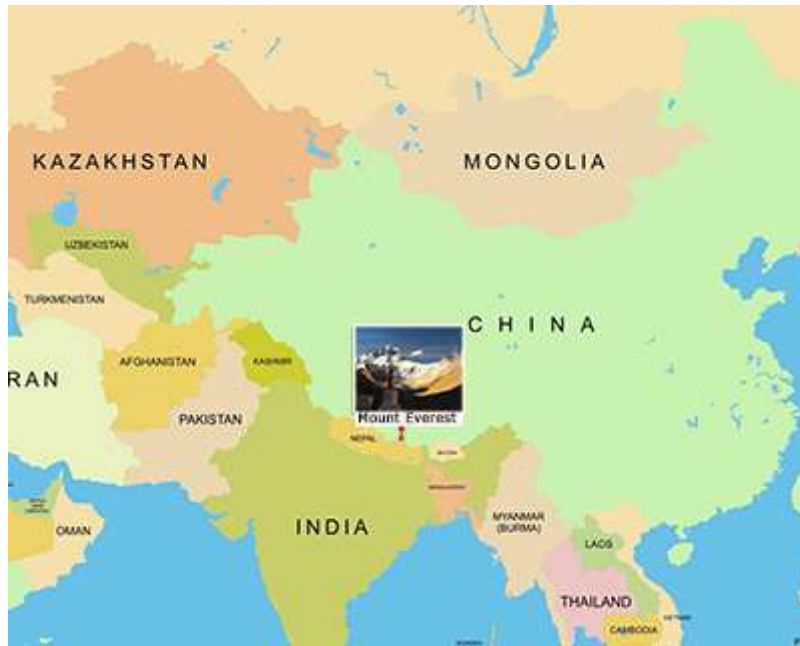 KAZAKHSTAN
MONGOLIA
UZBEKISTAN
TURKMENISTAN
CHINA
AFGHANISTAN
KASHMIR
RAN
PAKISTAN
Mount Everest
NEPAL
INDIA
MYANMAR
(BURMA)
OMAN
LAOS
THAILAND
CAMBODIA
VIETNAM